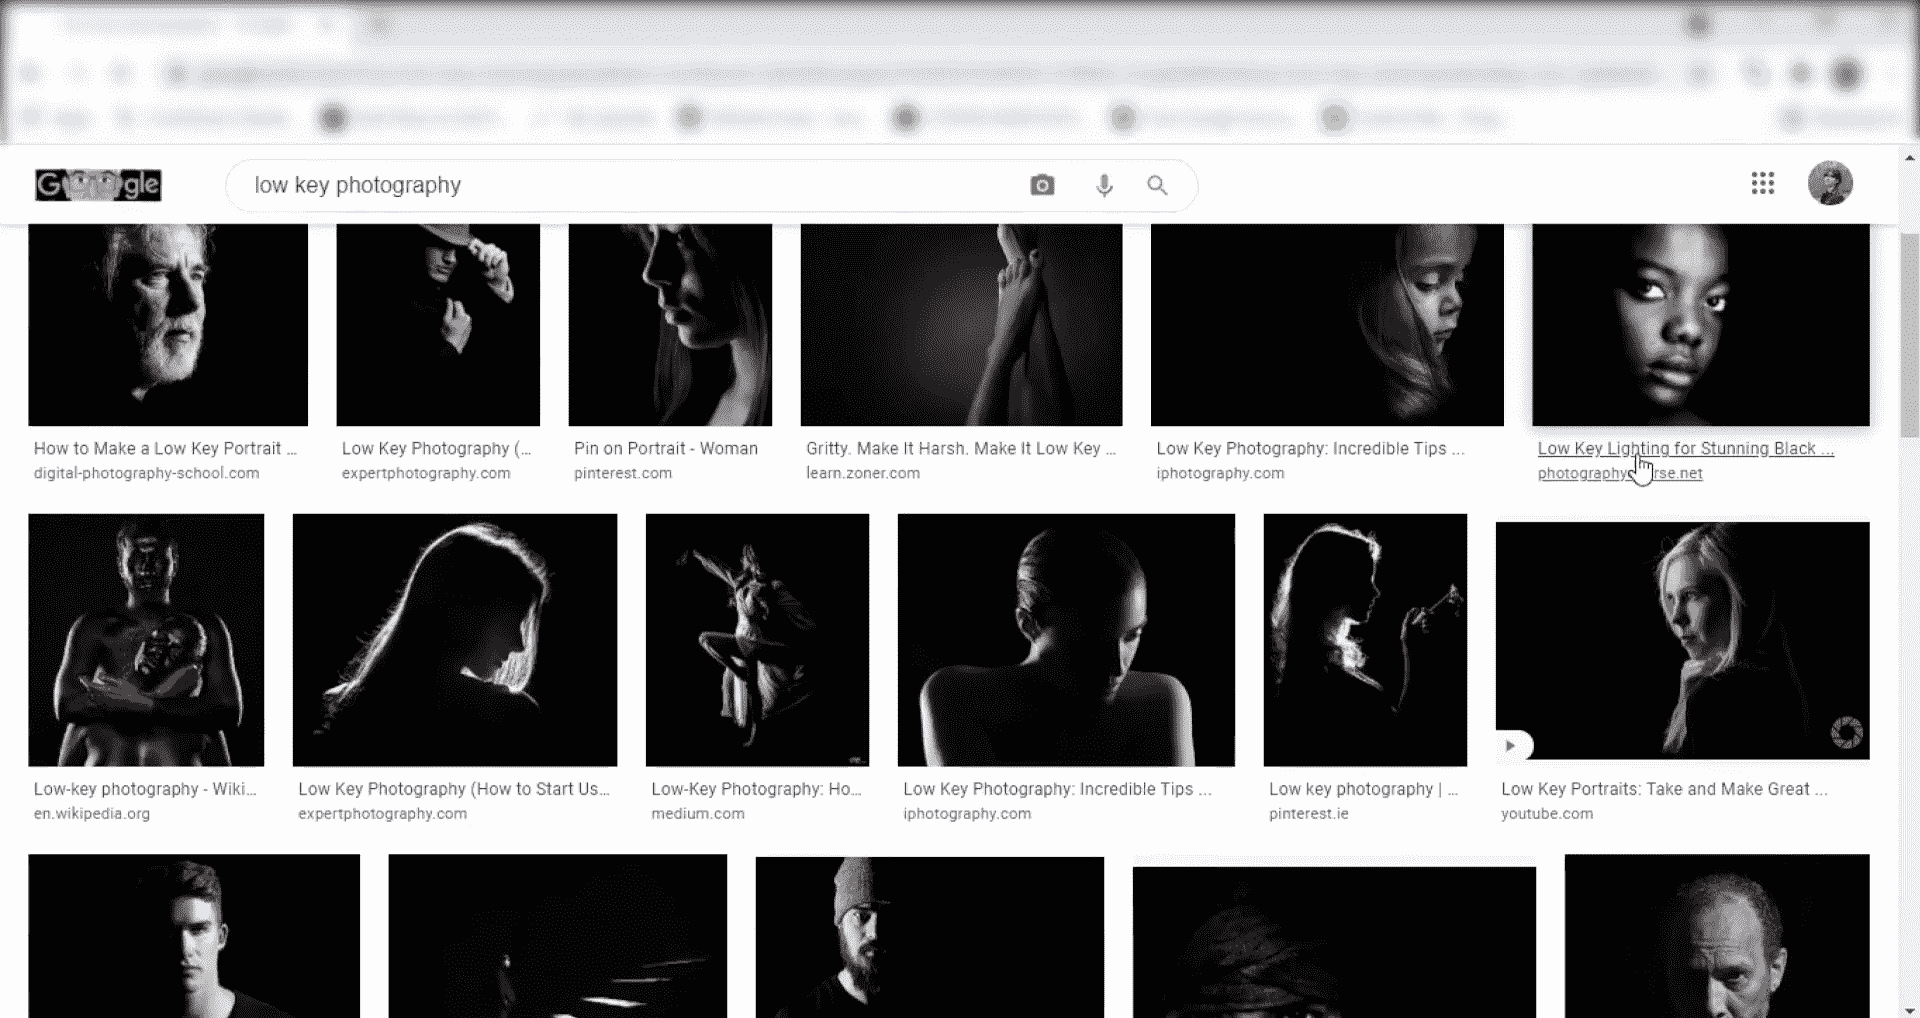 Google
low key photography
How to Make a Low Key Portrait ...
digital-photography-school.com
Low Key Photography (...
expertphotography.com
Pin on Portrait - Woman
pinterest.com
Gritty. Make It Harsh. Make It Low Key ...
learn.zoner.com
Low Key Photography: Incredible Tips ...
iphotography.com
Low Key Lighting for Stunning Black ...
Low-key photography - Wiki...
en.wikipedia.org
Low Key Photography (How to Start Us...
expertphotography.com
Low-Key Photography: Ho...
medium.com
Low Key Photography: Incredible Tips ...
iphotography.com
Low key photography | ...
pinterest.ie
Low Key Portraits: Take and Make Great ...
youtube.com